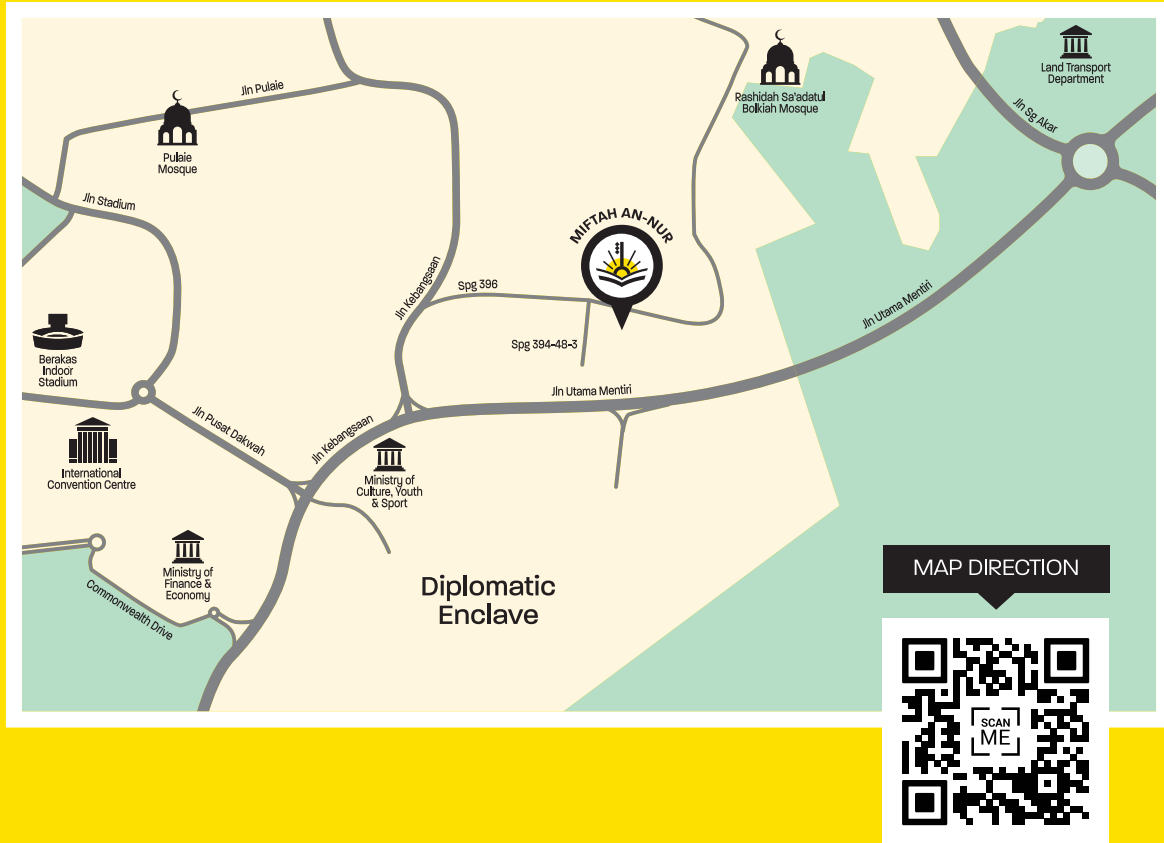 Land Transport
Department
Jln Sg Akar
Rashidah Sa'adatul
Bolkiah Mosque
Jln Pulaie
Pulaie
Mosque
Jln Stadium
MIFTAH AN-NUR
Jln Kebangsaan
Spg 396
Spg 394-48-3
Jln Utama Mentiri
Berakas
Indoor
Stadium
Jln Utama Mentiri
Jln Pusat Dakwah
Jln Kebangsaan
International
Convention Centre
Ministry of
Culture, Youth
& Sport
Ministry of
Finance &
Economy
Commonwealth Drive
Diplomatic
Enclave
MAP DIRECTION
SCAN
ME